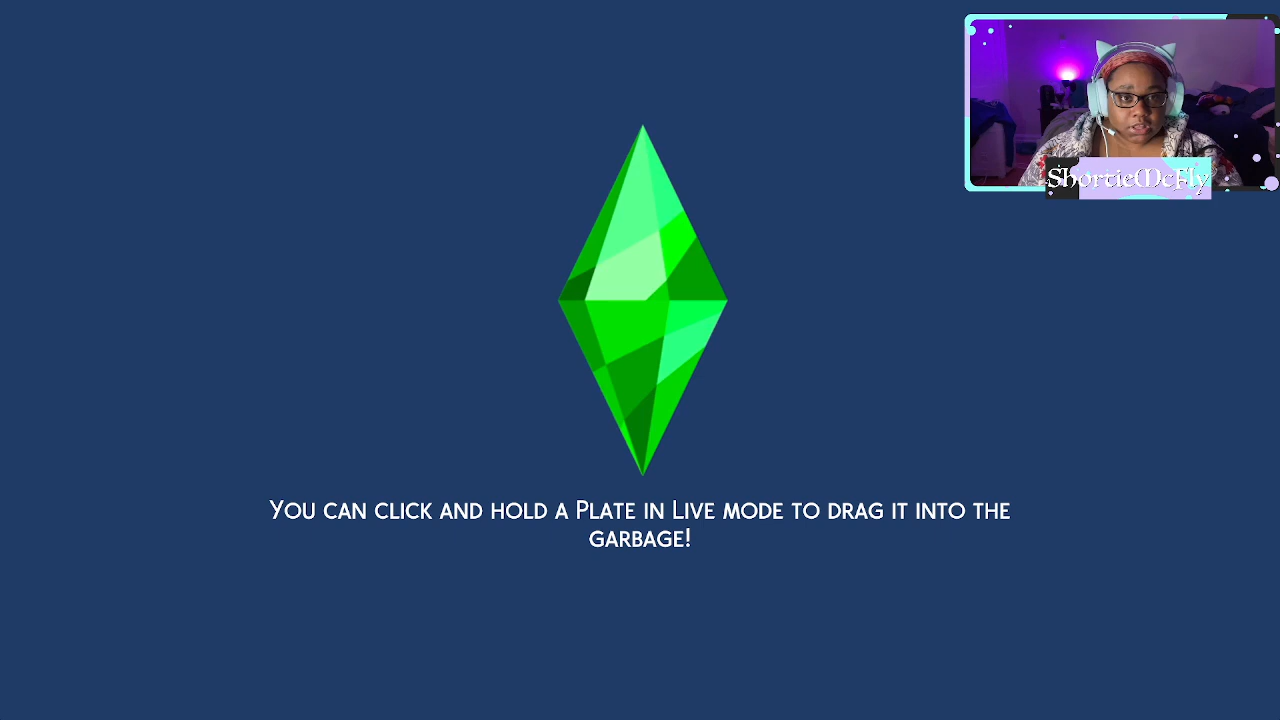 ShortieMcFly
You can click and hold a Plate in Live mode to drag it into the
garbage!